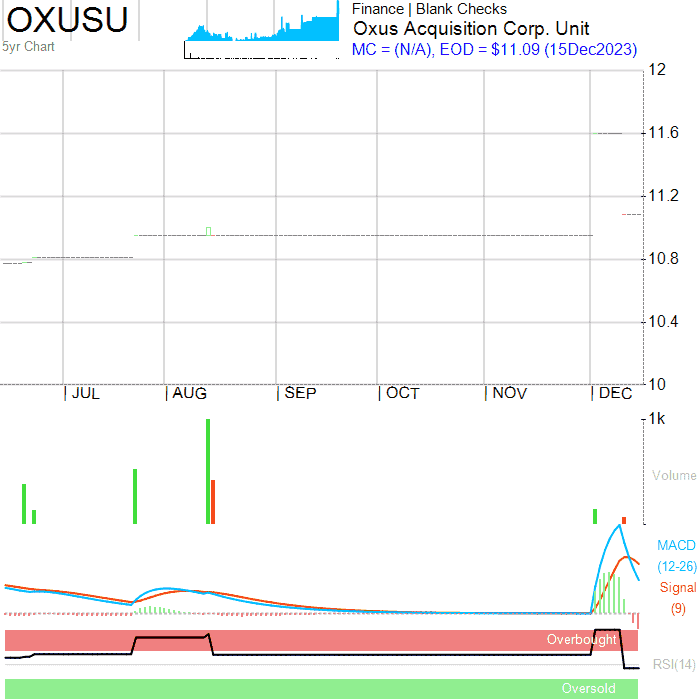 OXUSU
5yr Chart
Finance | Blank Checks
Oxus Acquisition Corp. Unit
MC = (N/A), EOD = $11.09 (15Dec2023)
12
11.6
11.2
10.8
10.4
10
| JUL | AUG | SEP | OCT | NOV | DEC
1k
Volume
MACD
(12-26)
Signal
(9)
Overbought
RSI(14)
Oversold